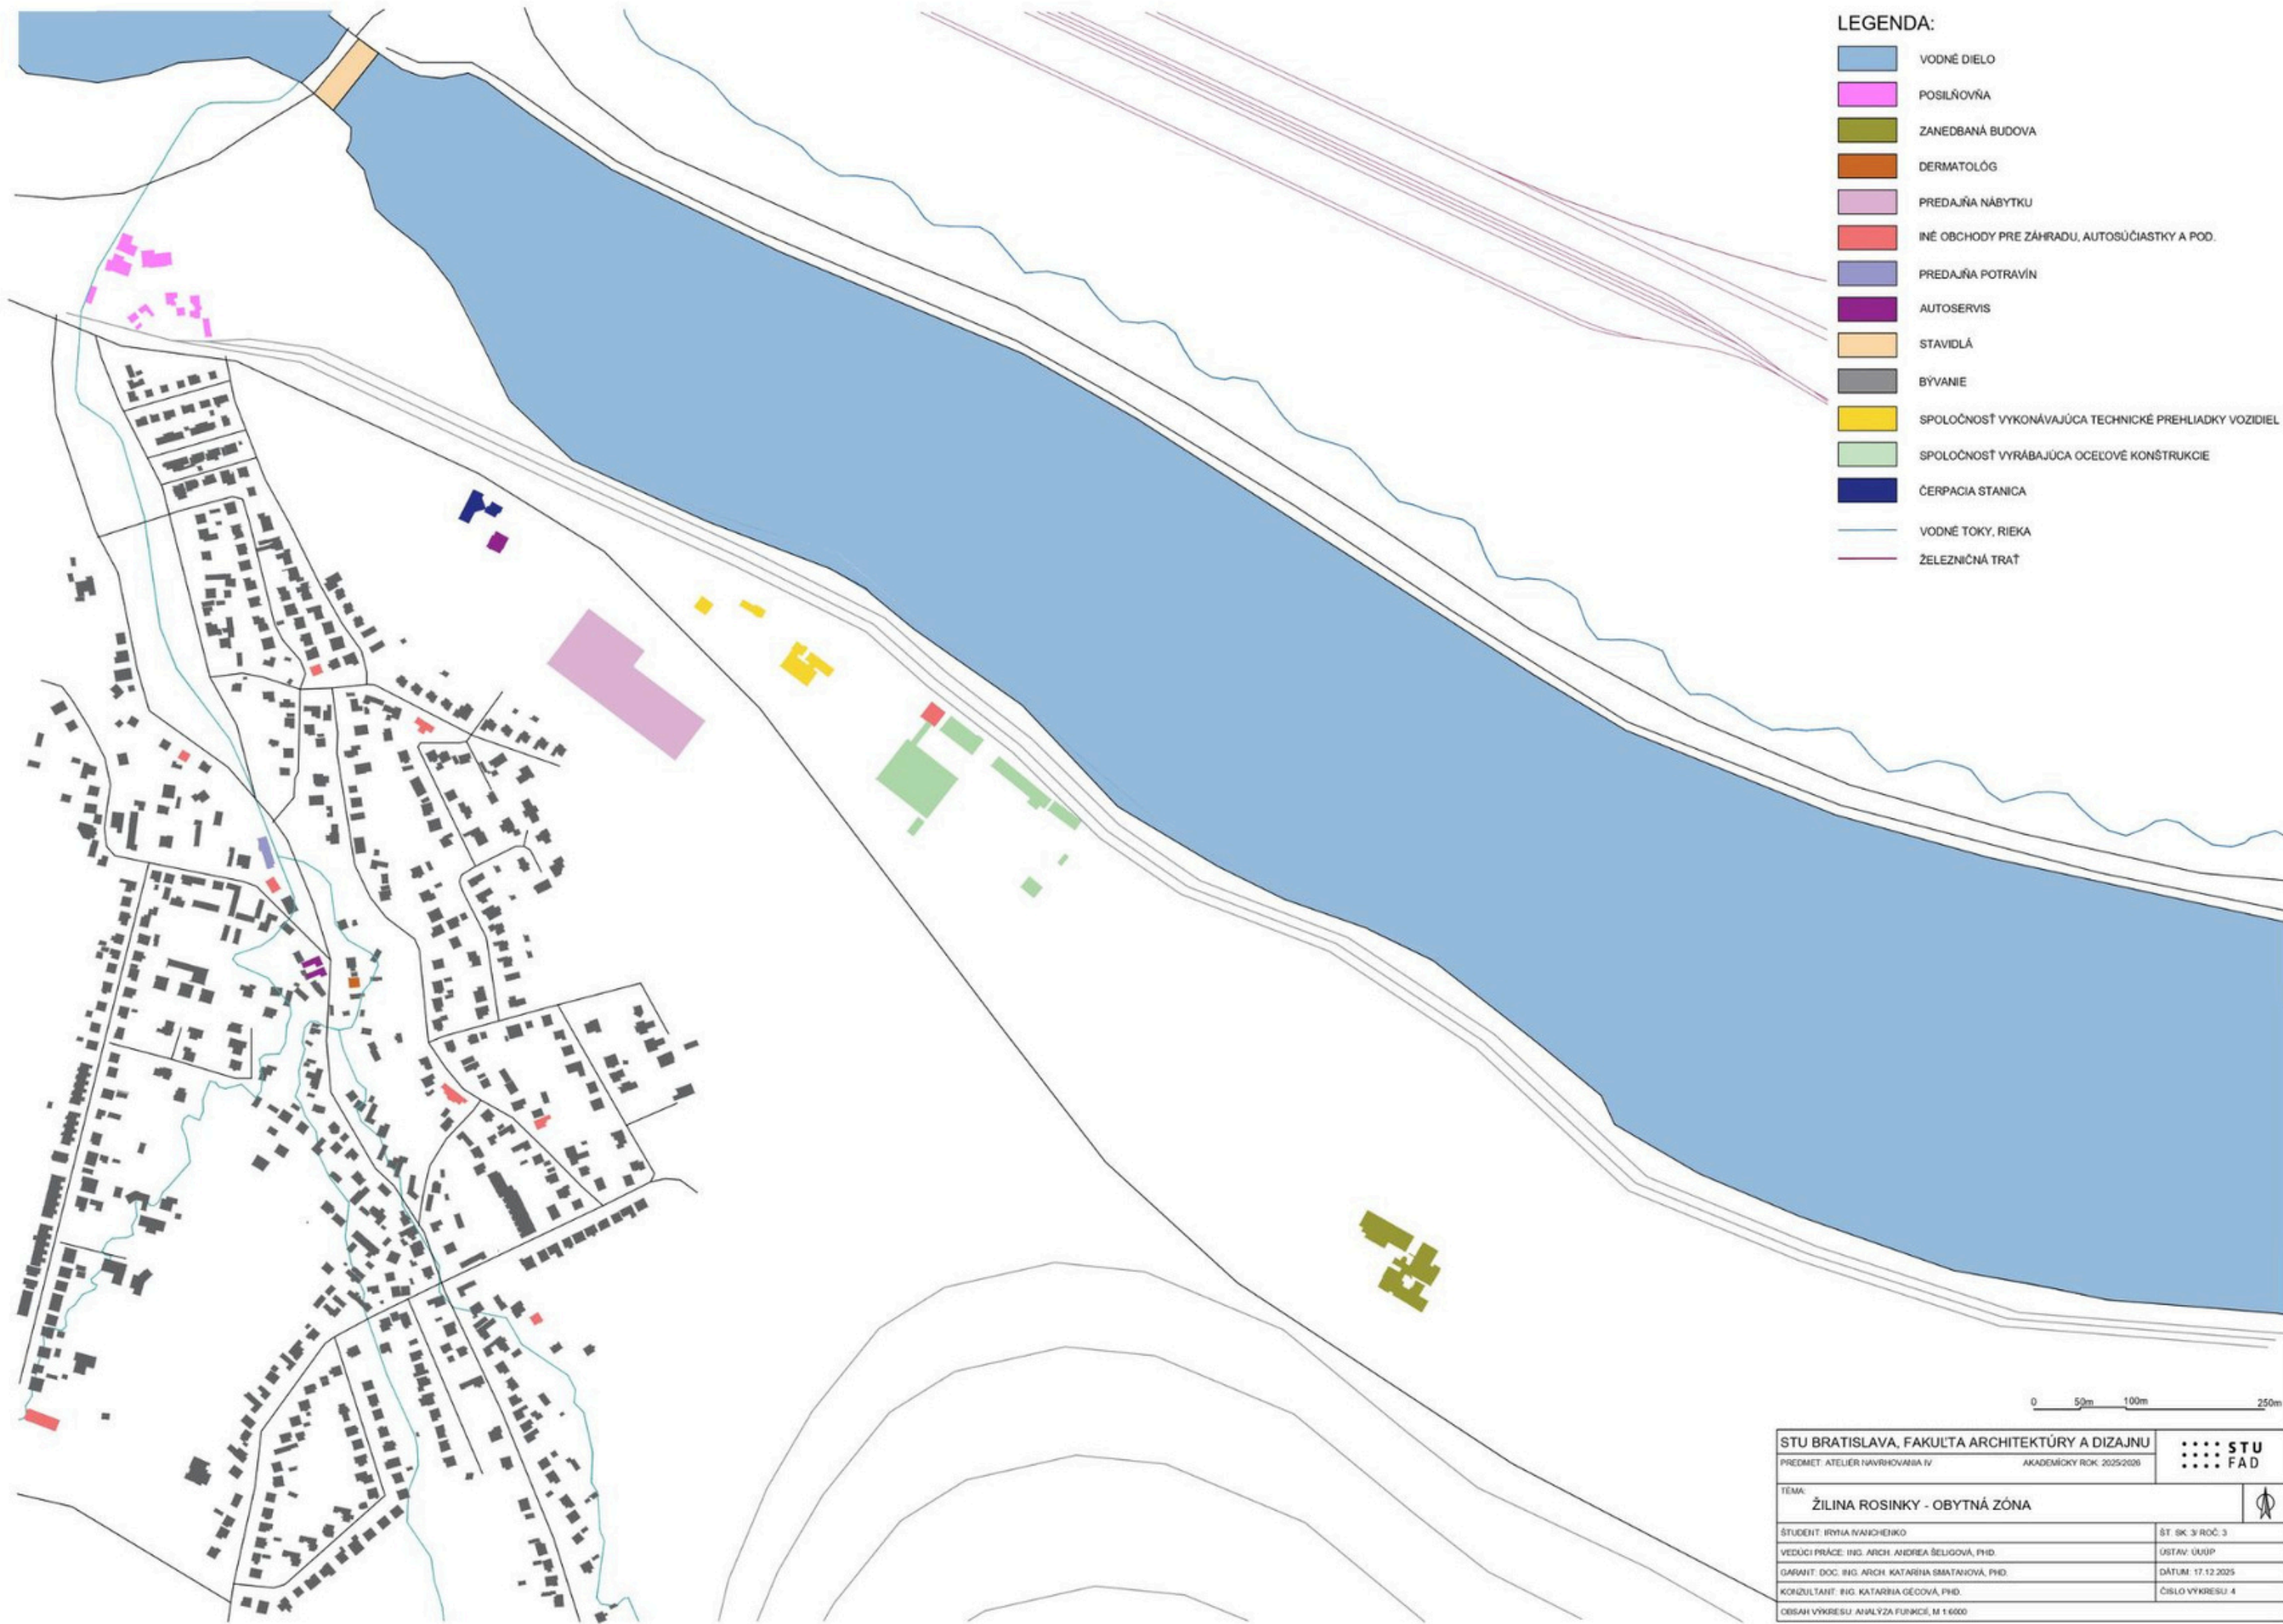 LEGENDA:
VODNÉ DIELO
POSILŇOVŇA
ZANEDBANÁ BUDOVA
DERMATOLÓG
PREDAJŇA NÁBYTKU
INÉ OBCHODY PRE ZÁHRADU, AUTOSÚČIASTKY A POD.
PREDAJŇA POTRAVÍN
AUTOSERVIS
STAVIDLÁ
BÝVANIE
SPOLOČNOSŤ VYKONÁVAJÚCA TECHNICKÉ PREHLIADKY VOZIDIEL
SPOLOČNOSŤ VYRÁBAJÚCA OCEĽOVÉ KONŠTRUKCIE
ČERPACIA STANICA
VODNÉ TOKY, RIEKA
ŽELEZNIČNÁ TRAŤ
0 50m 100m 250m
STU BRATISLAVA, FAKULTA ARCHITEKTÚRY A DIZAJNU
PREDMET: ATELIÉR NAVRHOVANIA IV AKADEMICKÝ ROK: 2025/2026
STU
FAD
TÉMA:
ŽILINA ROSINKY - OBYTNÁ ZÓNA
ŠTUDENT: IRYNA IVANCHENKO ŠT. SK: 3/ ROČ: 3
VEDÚCI PRÁCE: ING. ARCH. ANDREA ŠELIGOVÁ, PHD. ÚSTAV: ÚUÚP
GARANT: DOC. ING. ARCH. KATARÍNA SMATANOVÁ, PHD. DÁTUM: 17.12.2025
KONZULTANT: ING. KATARÍNA GÉCOVÁ, PHD. ČÍSLO VÝKRESU: 4
OBSAH VÝKRESU: ANALÝZA FUNKCIÍ, M 1:6000